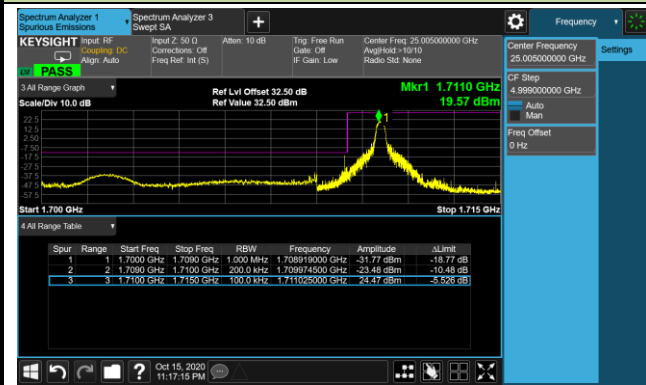 Spectrum Analyzer 1
Spurious Emissions
Spectrum Analyzer 3
Swept SA
Frequency
KEYSIGHT
Input: RF
Coupling: DC
Align: Auto
Input Z: 50 Ω
Corrections: Off
Freq Ref: Int (S)
Atten: 10 dB
Trig: Free Run
Gate: Off
IF Gain: Low
Center Freq: 25.005000000 GHz
Avg|Hold:>10/10
Radio Std: None
PASS
Center Frequency
25.005000000 GHz
Settings
CF Step
4.999000000 GHz
Auto
Man
Freq Offset
0 Hz
3 All Range Graph
Scale/Div 10.0 dB
Ref Lvl Offset 32.50 dB
Ref Value 32.50 dBm
Mkr1 1.7110 GHz
19.57 dBm
1
22.5
12.5
2.50
-7.50
-17.5
-27.5
-37.5
-47.5
-57.5
Start 1.700 GHz
Stop 1.715 GHz
4 All Range Table
Spur Range Start Freq Stop Freq RBW Frequency Amplitude ΔLimit
1 1 1.7000 GHz 1.7090 GHz 1.000 MHz 1.708919000 GHz -31.77 dBm -18.77 dB
2 2 1.7090 GHz 1.7100 GHz 200.0 kHz 1.709974500 GHz -23.48 dBm -10.48 dB
3 3 1.7100 GHz 1.7150 GHz 100.0 kHz 1.711025000 GHz 24.47 dBm -5.526 dB
?
Oct 15, 2020
11:17:15 PM